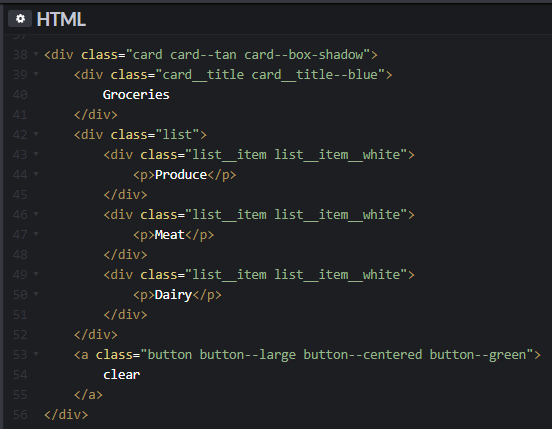 HTML
37
38 <div class="card card--tan card--box-shadow">
39     <div class="card__title card__title--blue">
40         Groceries
41     </div>
42     <div class="list">
43         <div class="list__item list__item__white">
44             <p>Produce</p>
45         </div>
46         <div class="list__item list__item__white">
47             <p>Meat</p>
48         </div>
49         <div class="list__item list__item__white">
50             <p>Dairy</p>
51         </div>
52     </div>
53     <a class="button button--large button--centered button--green">
54         clear
55     </a>
56 </div>